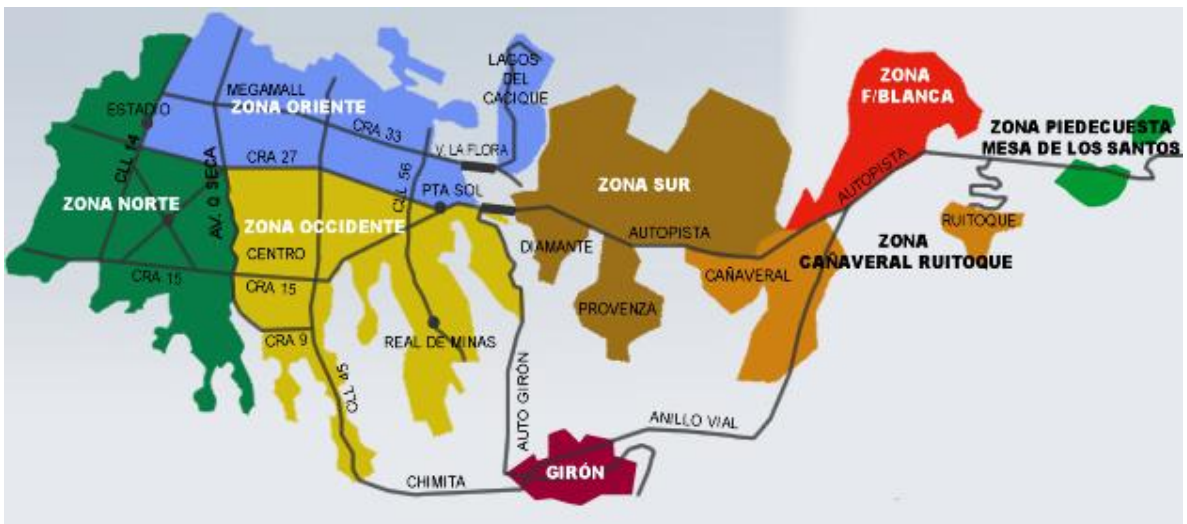 LAGOS
DEL
CACIQUE
ZONA
F/BLANCA
MEGAMALL
ESTADIO
ZONA ORIENTE
CRA 33
V. LA FLORA
ZONA PIEDECUESTA
MESA DE LOS SANTOS
CRA 27
AUTOPISTA
CLL 56
PTA SOL
ZONA SUR
AV. Q SECA
ZONA NORTE
ZONA OCCIDENTE
RUITOQUE
AUTOPISTA
DIAMANTE
ZONA
CAÑAVERAL RUITOQUE
CENTRO
CAÑAVERAL
CRA 15
CRA 15
PROVENZA
CRA 9
REAL DE MINAS
CLL 45
AUTO GIRÓN
ANILLO VIAL
GIRÓN
CHIMITA